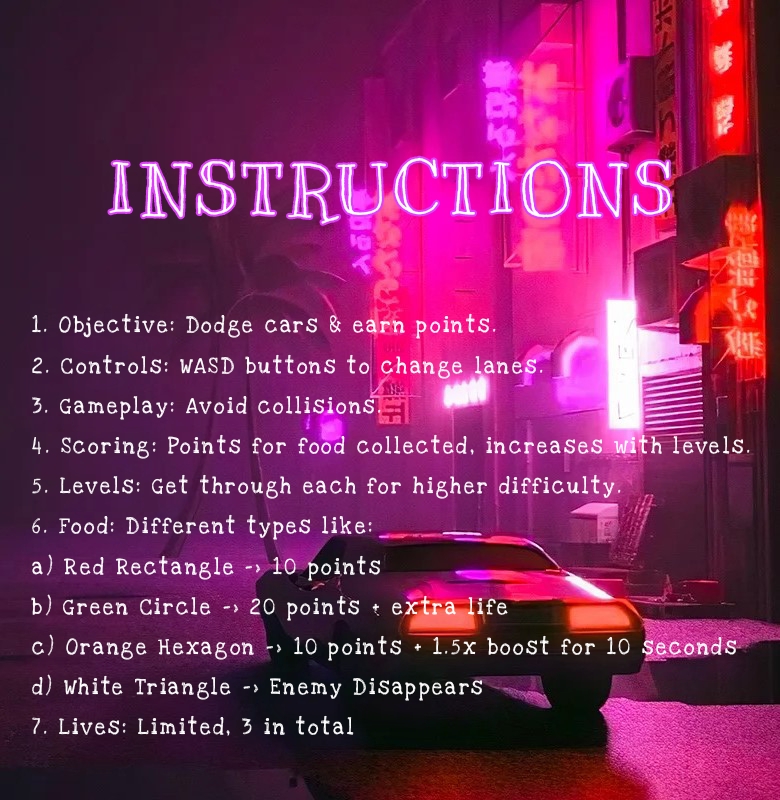 INSTRUCTIONS
1. Objective: Dodge cars & earn points.
2. Controls: WASD buttons to change lanes.
3. Gameplay: Avoid collisions.
4. Scoring: Points for food collected, increases with levels.
5. Levels: Get through each for higher difficulty.
6. Food: Different types like:
a) Red Rectangle -> 10 points
b) Green Circle -> 20 points + extra life
c) Orange Hexagon -> 10 points + 1.5x boost for 10 seconds
d) White Triangle -> Enemy Disappears
7. Lives: Limited, 3 in total